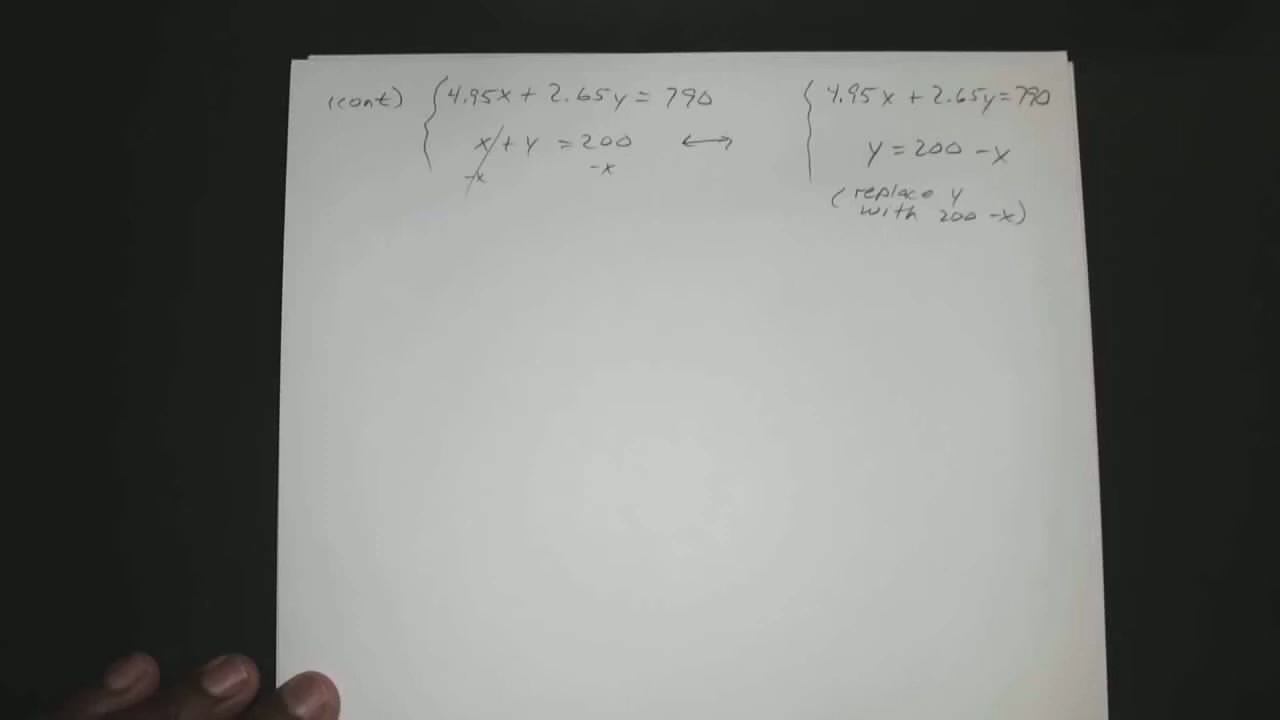 (cont) { 4.95x + 2.65y = 790
x + y = 200 ↔
-x -x
{ 4.95x + 2.65y = 790
y = 200 - x
(replace y
with 200 - x)